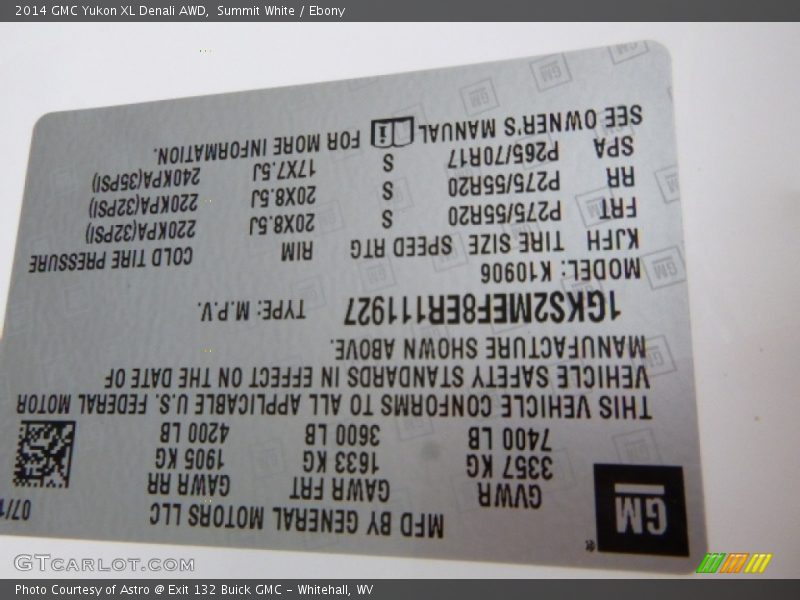 2014 GMC Yukon XL Denali AWD,  Summit White / Ebony
GM
MFD BY GENERAL MOTORS LLC
07/1
GVWR GAWR FRT GAWR RR
3357 KG 1633 KG 1905 KG
7400 LB 3600 LB 4200 LB
THIS VEHICLE CONFORMS TO ALL APPLICABLE U.S. FEDERAL MOTOR
VEHICLE SAFETY STANDARDS IN EFFECT ON THE DATE OF
MANUFACTURE SHOWN ABOVE.
1GKS2MEF8ER111927 TYPE: M.P.V.
MODEL: K10906
KJFH TIRE SIZE SPEED RTG RIM COLD TIRE PRESSURE
FRT P275/55R20 S 20X8.5J 220KPA(32PSI)
RR P275/55R20 S 20X8.5J 220KPA(32PSI)
SPA P265/70R17 S 17X7.5J 240KPA(35PSI)
SEE OWNER'S MANUAL FOR MORE INFORMATION.
GTCARLOT.COM
Photo Courtesy of Astro @ Exit 132 Buick GMC – Whitehall, WV